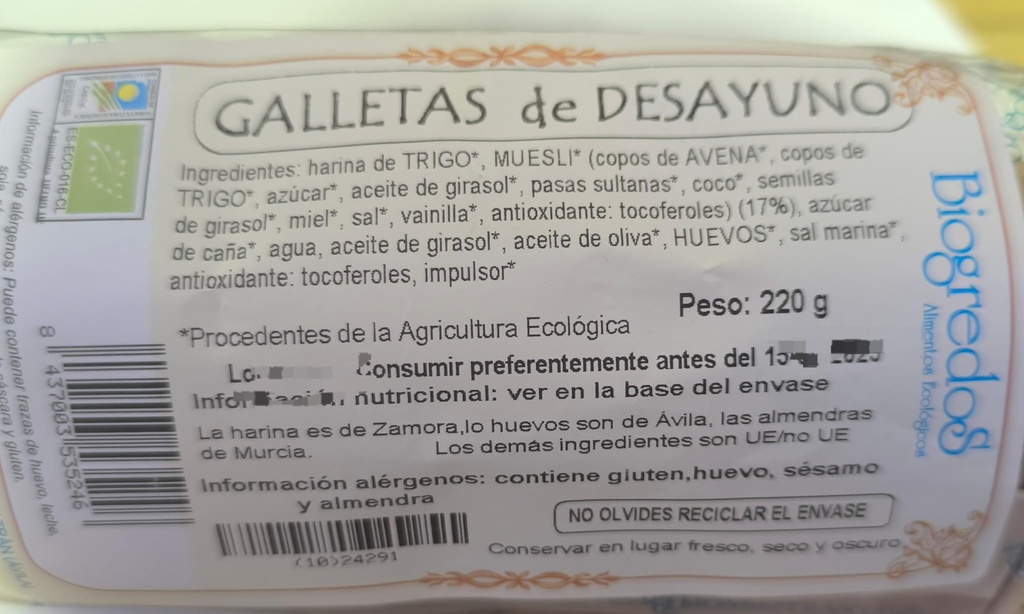 GALLETAS de DESAYUNO
Ingredientes: harina de TRIGO*, MUESLI* (copos de AVENA*, copos de
TRIGO*, azúcar*, aceite de girasol*, pasas sultanas*, coco*, semillas
de girasol*, miel*, sal*, vainilla*, antioxidante: tocoferoles) (17%), azúcar
de caña*, agua, aceite de girasol*, aceite de oliva*, HUEVOS*, sal marina*,
antioxidante: tocoferoles, impulsor*
Peso: 220 g
*Procedentes de la Agricultura Ecológica
Consumir preferentemente antes del
nutricional: ver en la base del envase
La harina es de Zamora,lo huevos son de Ávila, las almendras
de Murcia. Los demás ingredientes son UE/no UE
Información alérgenos: contiene gluten,huevo, sésamo
y almendra
NO OLVIDES RECICLAR EL ENVASE
(10)24291
Conservar en lugar fresco, seco y oscuro
Biogredos
Alimentos Ecológicos
ES-ECO-016-CL
8 437003 535246
Información de alérgenos: Puede contener trazas de huevo, leche,
cáscara y gluten.